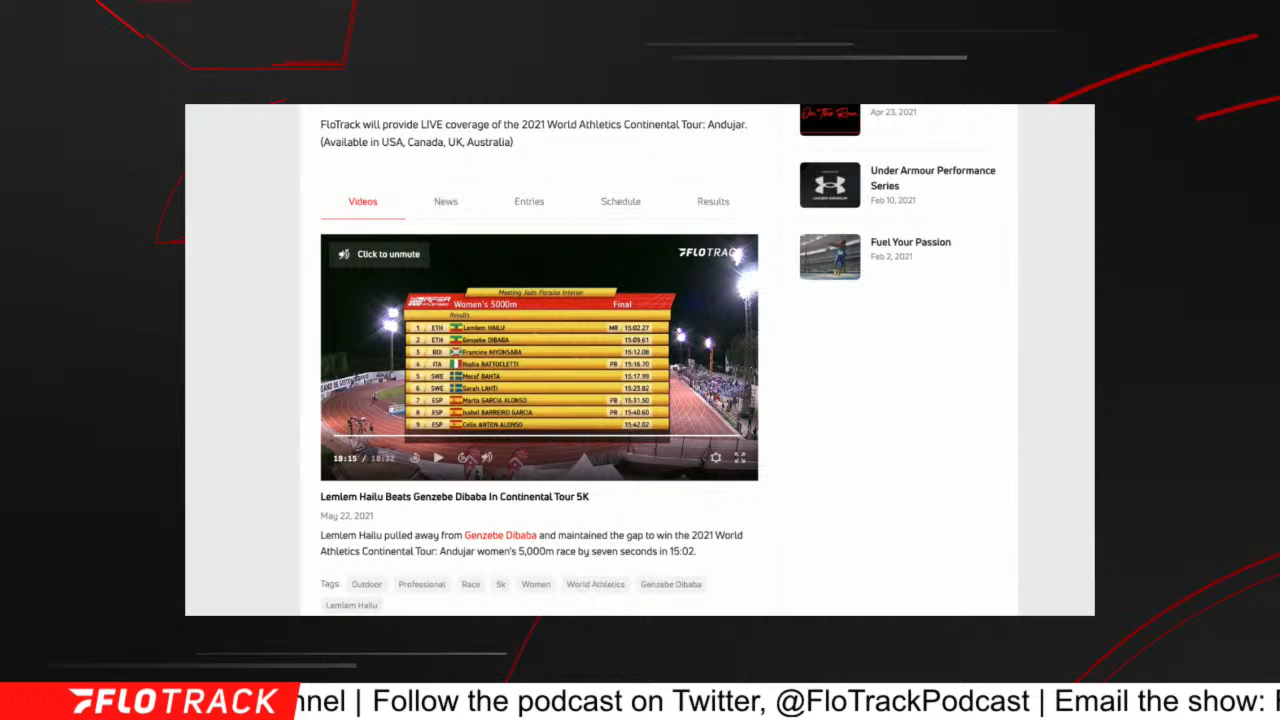 FloTrack will provide LIVE coverage of the 2021 World Athletics Continental Tour: Andujar.
(Available in USA, Canada, UK, Australia)
Videos News Entries Schedule Results
Click to unmute
FLOTRAC
Women's 5000m Final
Results
1 ETH Lemlem HAILU MR 15:02.27
2 ETH Genzebe DIBABA 15:09.61
3 BDI Francine NIYONSABA 15:12.08
4 ITA Nadia BATTOCLETTI PB 15:16.70
5 SWE Meraf BAHTA 15:17.99
6 SWE Sarah LAHTI 15:23.82
7 ESP Marta GARCIA ALONSO PB 15:31.50
8 ESP Isabel BARREIRO GARCIA PB 15:40.60
9 ESP Celia ANTON ALONSO 15:42.02
18:15 / 18:32
Lemlem Hailu Beats Genzebe Dibaba In Continental Tour 5K
May 22, 2021
Lemlem Hailu pulled away from Genzebe Dibaba and maintained the gap to win the 2021 World
Athletics Continental Tour: Andujar women's 5,000m race by seven seconds in 15:02.
Tags: Outdoor Professional Race 5k Women World Athletics Genzebe Dibaba
Lemlem Hailu
On The Run
Apr 23, 2021
UNDER ARMOUR
Under Armour Performance
Series
Feb 10, 2021
Fuel Your Passion
Feb 2, 2021
FLOTRACK
nnel | Follow the podcast on Twitter, @FloTrackPodcast | Email the show: